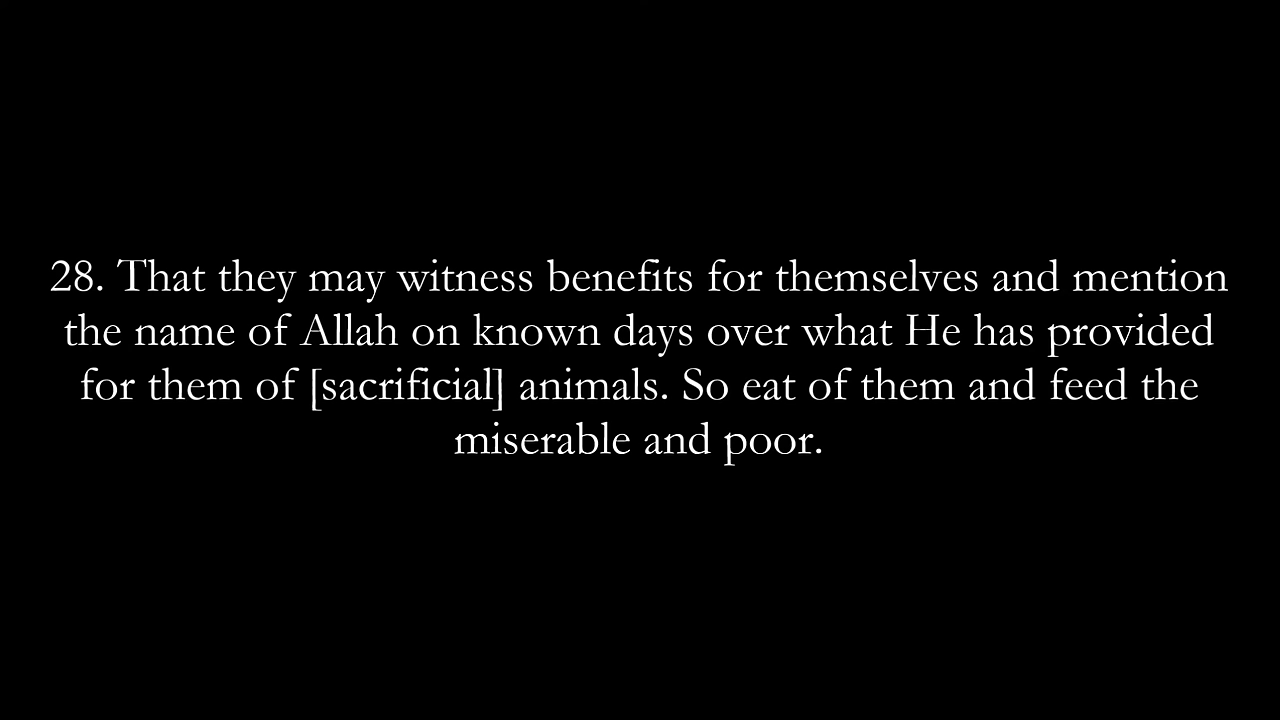 28. That they may witness benefits for themselves and mention
the name of Allah on known days over what He has provided
for them of [sacrificial] animals. So eat of them and feed the
miserable and poor.